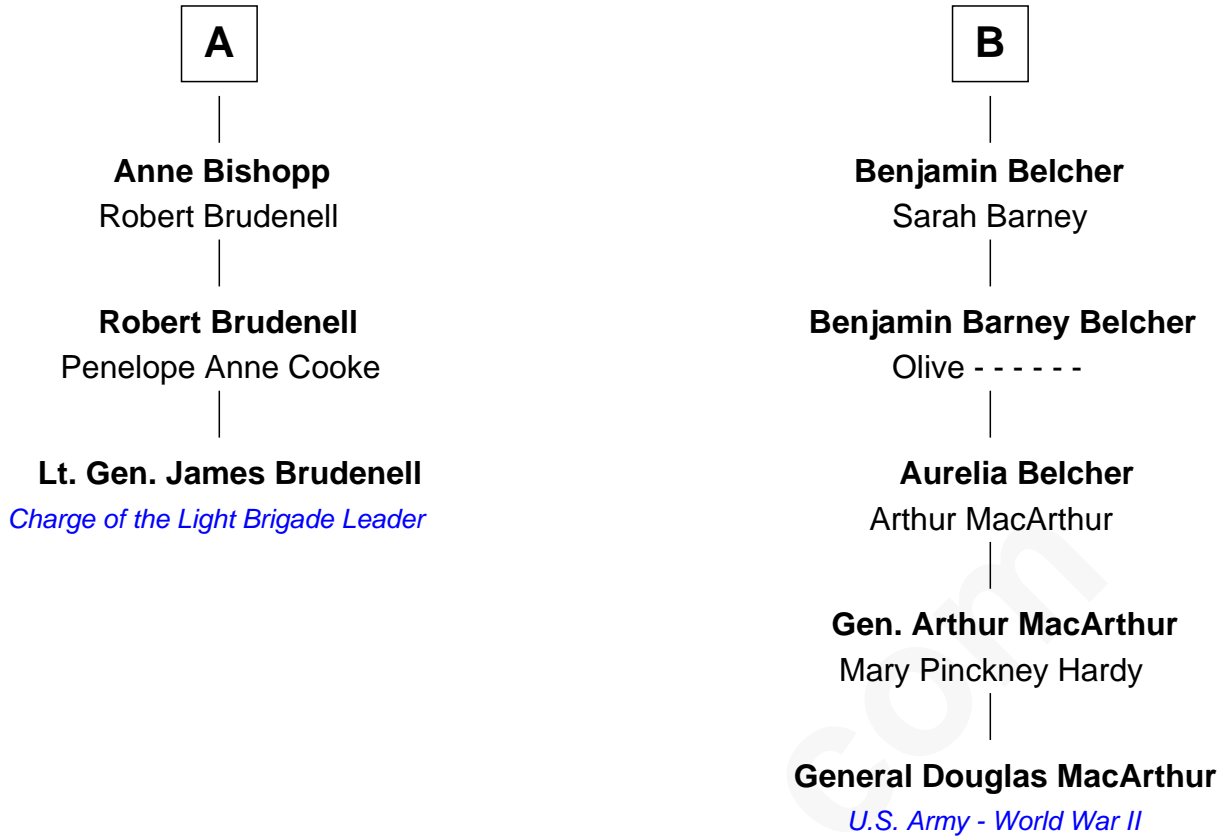 A
Anne Bishopp
Robert Brudenell
Robert Brudenell
Penelope Anne Cooke
Lt. Gen. James Brudenell
Charge of the Light Brigade Leader
B
Benjamin Belcher
Sarah Barney
Benjamin Barney Belcher
Olive - - - - - -
Aurelia Belcher
Arthur MacArthur
Gen. Arthur MacArthur
Mary Pinckney Hardy
General Douglas MacArthur
U.S. Army - World War II
com